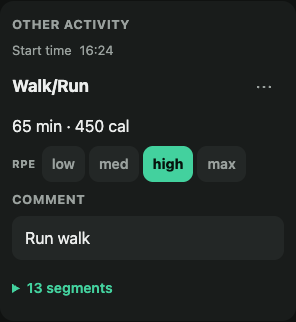 OTHER ACTIVITY
Start time 16:24
Walk/Run ...
65 min · 450 cal
RPE low med high max
COMMENT
Run walk
13 segments